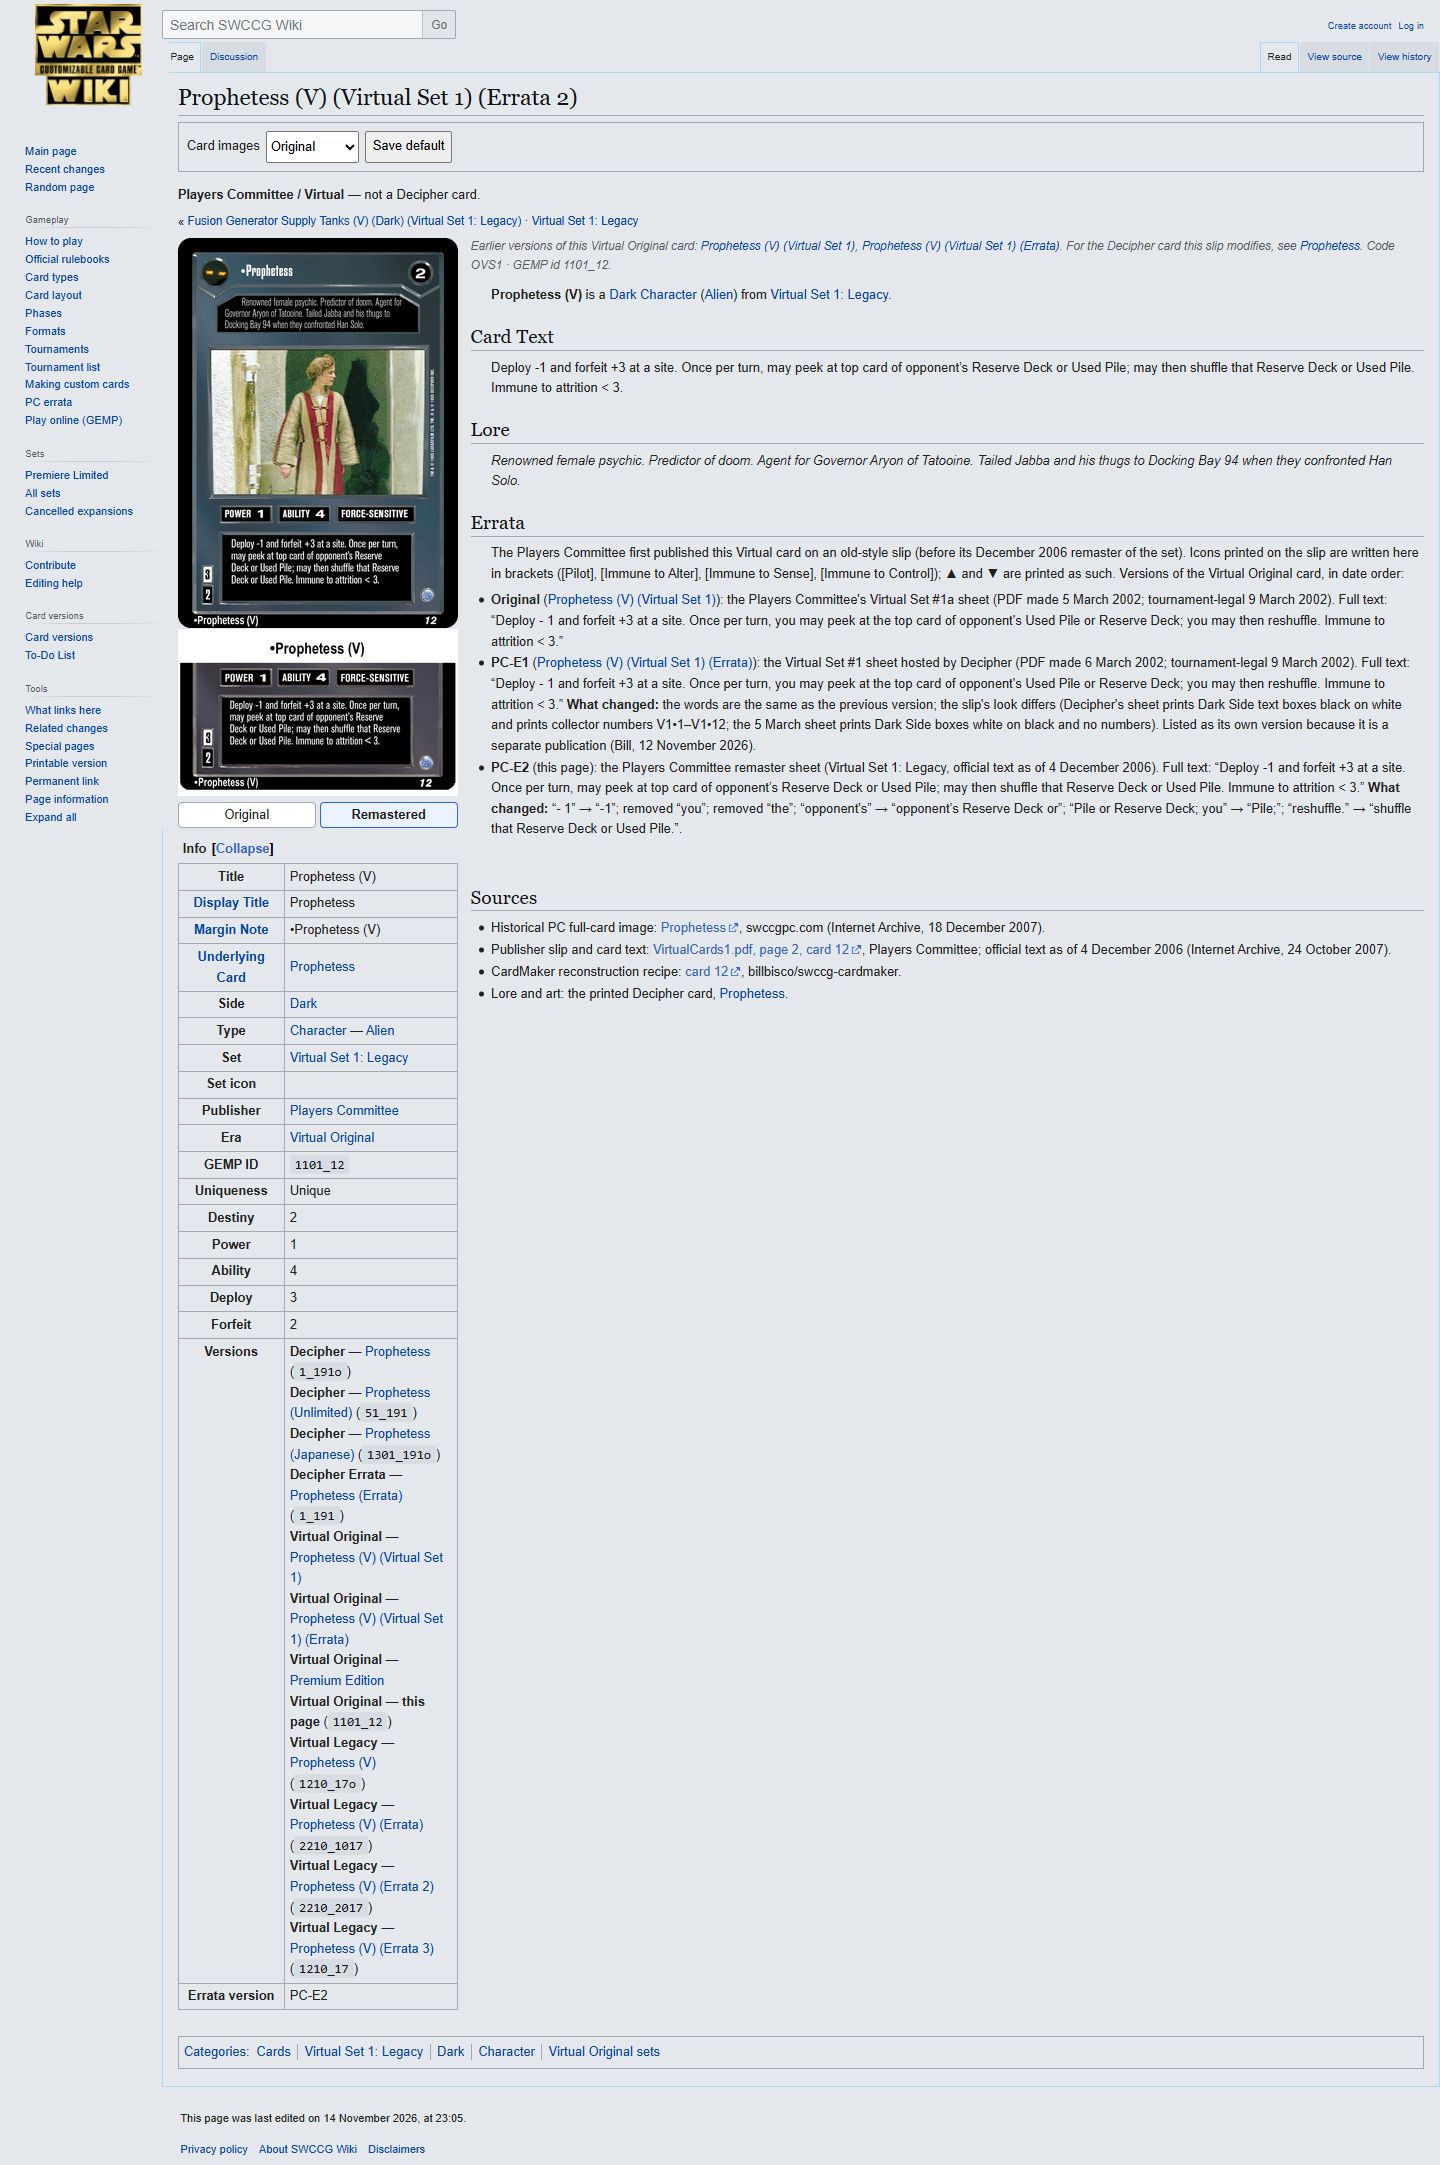 STAR
WARS
CUSTOMIZABLE CARD GAME
WIKI
Search SWCCG Wiki
Go
Create account Log in
Page Discussion
Read View source View history
Main page
Recent changes
Random page
Gameplay
How to play
Official rulebooks
Card types
Card layout
Phases
Formats
Tournaments
Tournament list
Making custom cards
PC errata
Play online (GEMP)
Sets
Premiere Limited
All sets
Cancelled expansions
Wiki
Contribute
Editing help
Card versions
Card versions
To-Do List
Tools
What links here
Related changes
Special pages
Printable version
Permanent link
Page information
Expand all
Prophetess (V) (Virtual Set 1) (Errata 2)
Card images Original Save default
Players Committee / Virtual — not a Decipher card.
« Fusion Generator Supply Tanks (V) (Dark) (Virtual Set 1: Legacy) · Virtual Set 1: Legacy
•Prophetess
2
Renowned female psychic. Predictor of doom. Agent for
Governor Aryon of Tatooine. Tailed Jabba and his thugs to
Docking Bay 94 when they confronted Han Solo.
POWER 1 ABILITY 4 FORCE-SENSITIVE
Deploy -1 and forfeit +3 at a site. Once per turn,
may peek at top card of opponent's Reserve
Deck or Used Pile; may then shuffle that Reserve
Deck or Used Pile. Immune to attrition < 3.
3
2
•Prophetess (V) 12
•Prophetess (V)
POWER 1 ABILITY 4 FORCE-SENSITIVE
Deploy -1 and forfeit +3 at a site. Once per turn,
may peek at top card of opponent's Reserve
Deck or Used Pile; may then shuffle that Reserve
Deck or Used Pile. Immune to attrition < 3.
3
2
•Prophetess (V) 12
Original Remastered
Info [Collapse]
Title Prophetess (V)
Display Title Prophetess
Margin Note •Prophetess (V)
Underlying
Card Prophetess
Side Dark
Type Character — Alien
Set Virtual Set 1: Legacy
Set icon
Publisher Players Committee
Era Virtual Original
GEMP ID 1101_12
Uniqueness Unique
Destiny 2
Power 1
Ability 4
Deploy 3
Forfeit 2
Versions Decipher — Prophetess
( 1_191o )
Decipher — Prophetess
(Unlimited) ( 51_191 )
Decipher — Prophetess
(Japanese) ( 1301_191o )
Decipher Errata —
Prophetess (Errata)
( 1_191 )
Virtual Original —
Prophetess (V) (Virtual Set
1)
Virtual Original —
Prophetess (V) (Virtual Set
1) (Errata)
Virtual Original —
Premium Edition
Virtual Original — this
page ( 1101_12 )
Virtual Legacy —
Prophetess (V)
( 1210_17o )
Virtual Legacy —
Prophetess (V) (Errata)
( 2210_1017 )
Virtual Legacy —
Prophetess (V) (Errata 2)
( 2210_2017 )
Virtual Legacy —
Prophetess (V) (Errata 3)
( 1210_17 )
Errata version PC-E2
Earlier versions of this Virtual Original card: Prophetess (V) (Virtual Set 1), Prophetess (V) (Virtual Set 1) (Errata). For the Decipher card this slip modifies, see Prophetess. Code
OVS1 · GEMP id 1101_12.
Prophetess (V) is a Dark Character (Alien) from Virtual Set 1: Legacy.
Card Text
Deploy -1 and forfeit +3 at a site. Once per turn, may peek at top card of opponent's Reserve Deck or Used Pile; may then shuffle that Reserve Deck or Used Pile.
Immune to attrition < 3.
Lore
Renowned female psychic. Predictor of doom. Agent for Governor Aryon of Tatooine. Tailed Jabba and his thugs to Docking Bay 94 when they confronted Han
Solo.
Errata
The Players Committee first published this Virtual card on an old-style slip (before its December 2006 remaster of the set). Icons printed on the slip are written here
in brackets ([Pilot], [Immune to Alter], [Immune to Sense], [Immune to Control]); ▲ and ▼ are printed as such. Versions of the Virtual Original card, in date order:
• Original (Prophetess (V) (Virtual Set 1)): the Players Committee's Virtual Set #1a sheet (PDF made 5 March 2002; tournament-legal 9 March 2002). Full text:
“Deploy - 1 and forfeit +3 at a site. Once per turn, you may peek at the top card of opponent's Used Pile or Reserve Deck; you may then reshuffle. Immune to
attrition < 3.”
• PC-E1 (Prophetess (V) (Virtual Set 1) (Errata)): the Virtual Set #1 sheet hosted by Decipher (PDF made 6 March 2002; tournament-legal 9 March 2002). Full text:
“Deploy - 1 and forfeit +3 at a site. Once per turn, you may peek at the top card of opponent's Used Pile or Reserve Deck; you may then reshuffle. Immune to
attrition < 3.” What changed: the words are the same as the previous version; the slip's look differs (Decipher's sheet prints Dark Side text boxes black on white
and prints collector numbers V1•1–V1•12; the 5 March sheet prints Dark Side boxes white on black and no numbers). Listed as its own version because it is a
separate publication (Bill, 12 November 2026).
• PC-E2 (this page): the Players Committee remaster sheet (Virtual Set 1: Legacy, official text as of 4 December 2006). Full text: “Deploy -1 and forfeit +3 at a site.
Once per turn, may peek at top card of opponent's Reserve Deck or Used Pile; may then shuffle that Reserve Deck or Used Pile. Immune to attrition < 3.” What
changed: “- 1” → “-1”; removed “you”; removed “the”; “opponent's” → “opponent's Reserve Deck or”; “Pile or Reserve Deck; you” → “Pile;”; “reshuffle.” → “shuffle
that Reserve Deck or Used Pile.”.
Sources
• Historical PC full-card image: Prophetess, swccgpc.com (Internet Archive, 18 December 2007).
• Publisher slip and card text: VirtualCards1.pdf, page 2, card 12, Players Committee; official text as of 4 December 2006 (Internet Archive, 24 October 2007).
• CardMaker reconstruction recipe: card 12, billbisco/swccg-cardmaker.
• Lore and art: the printed Decipher card, Prophetess.
Categories: Cards | Virtual Set 1: Legacy | Dark | Character | Virtual Original sets
This page was last edited on 14 November 2026, at 23:05.
Privacy policy About SWCCG Wiki Disclaimers